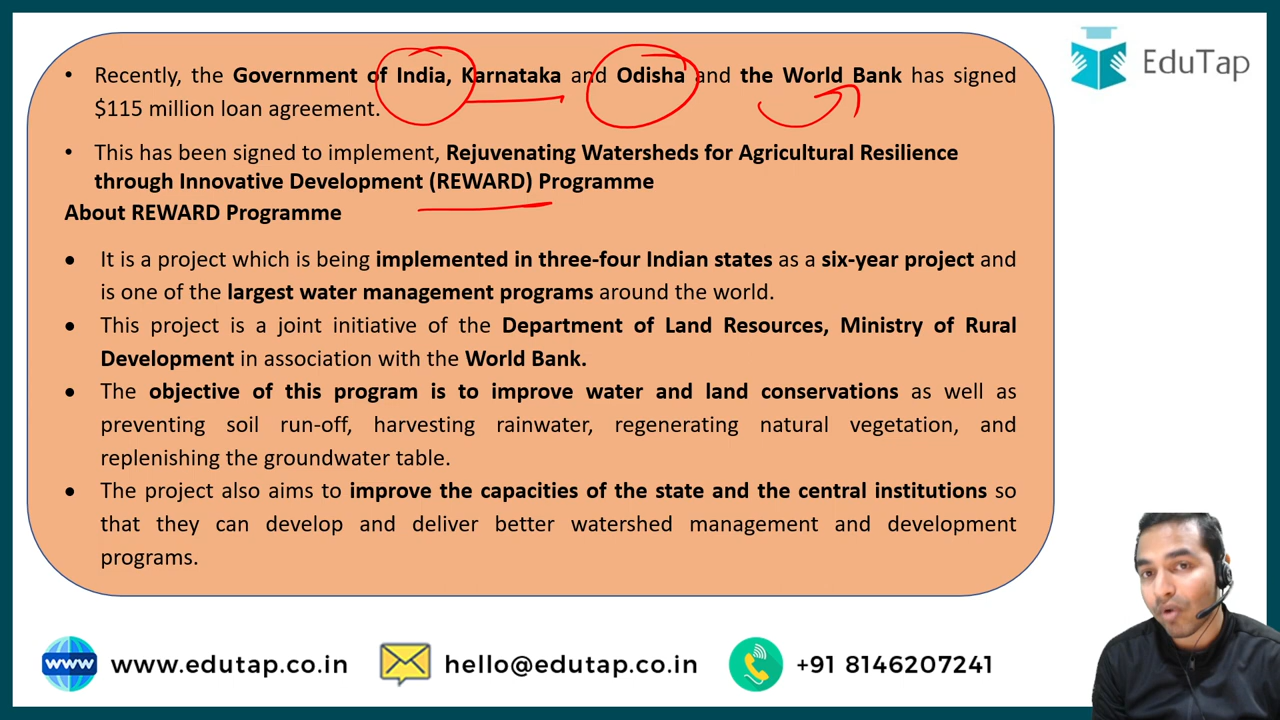 • Recently, the Government of India, Karnataka and Odisha and the World Bank has signed
$115 million loan agreement.
• This has been signed to implement, Rejuvenating Watersheds for Agricultural Resilience
through Innovative Development (REWARD) Programme
About REWARD Programme
• It is a project which is being implemented in three-four Indian states as a six-year project and
is one of the largest water management programs around the world.
• This project is a joint initiative of the Department of Land Resources, Ministry of Rural
Development in association with the World Bank.
• The objective of this program is to improve water and land conservations as well as
preventing soil run-off, harvesting rainwater, regenerating natural vegetation, and
replenishing the groundwater table.
• The project also aims to improve the capacities of the state and the central institutions so
that they can develop and deliver better watershed management and development
programs.
EduTap
www www.edutap.co.in hello@edutap.co.in +91 8146207241